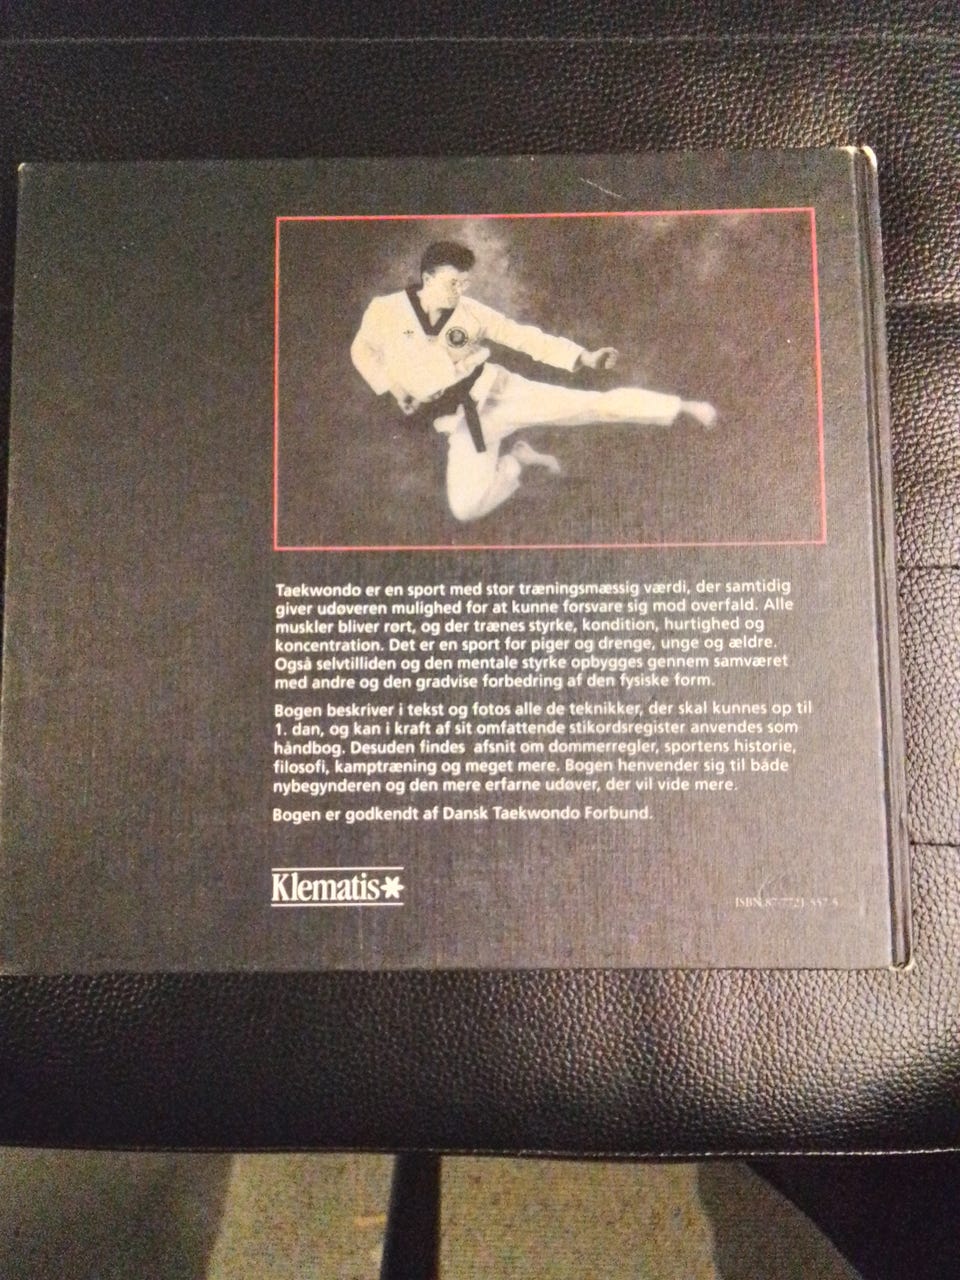 Taekwondo er en sport med stor træningsmæssig værdi, der samtidig
giver udøveren mulighed for at kunne forsvare sig mod overfald. Alle
muskler bliver rørt, og der trænes styrke, kondition, hurtighed og
koncentration. Det er en sport for piger og drenge, unge og ældre.
Også selvtilliden og den mentale styrke opbygges gennem samværet
med andre og den gradvise forbedring af den fysiske form.
Bogen beskriver i tekst og fotos alle de teknikker, der skal kunnes op til
1. dan, og kan i kraft af sit omfattende stikordsregister anvendes som
håndbog. Desuden findes afsnit om dommerregler, sportens historie,
filosofi, kamptræning og meget mere. Bogen henvender sig til både
nybegynderen og den mere erfarne udøver, der vil vide mere.
Bogen er godkendt af Dansk Taekwondo Forbund.
Klematis
ISBN